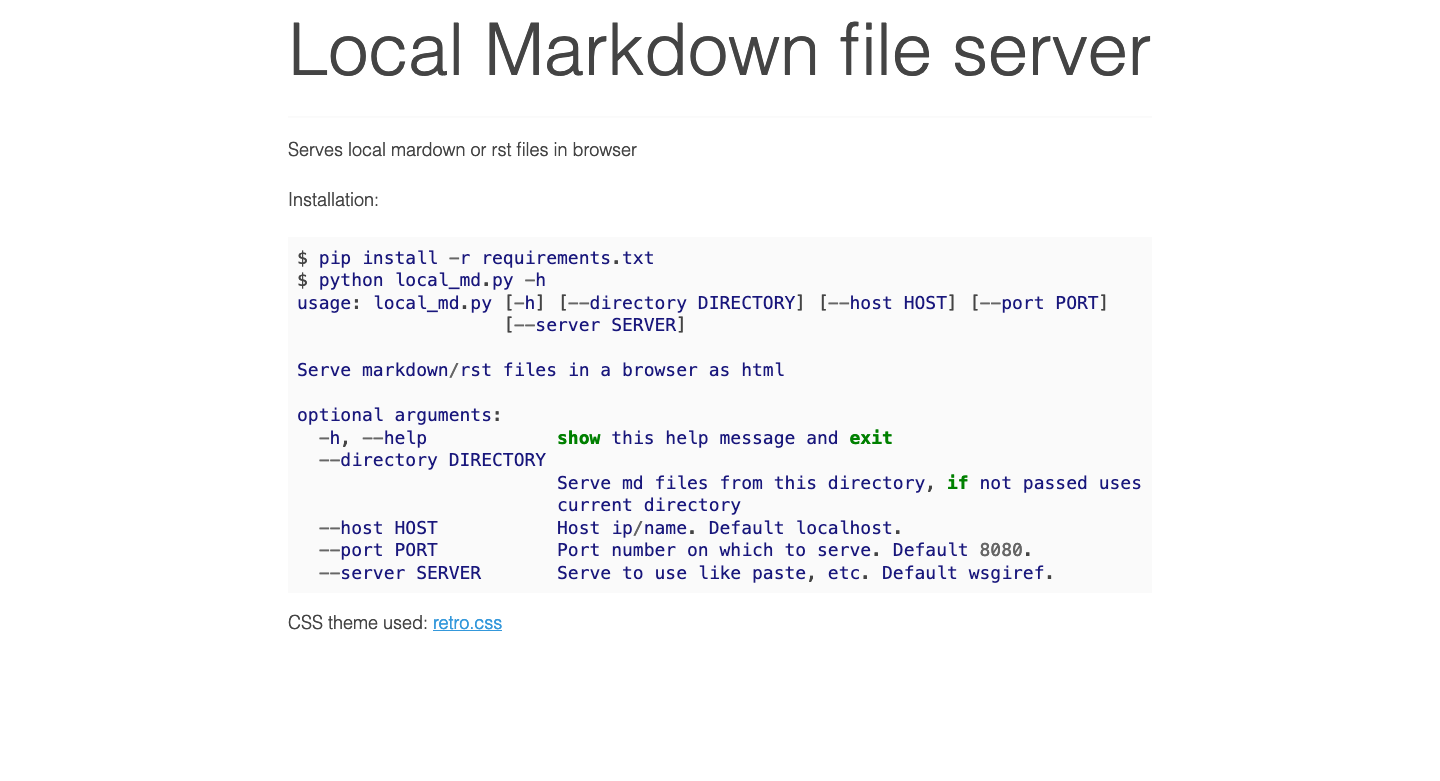 Local Markdown file server
Serves local mardown or rst files in browser
Installation:
$ pip install -r requirements.txt
$ python local_md.py -h
usage: local_md.py [-h] [--directory DIRECTORY] [--host HOST] [--port PORT]
                   [--server SERVER]
Serve markdown/rst files in a browser as html
optional arguments:
  -h, --help            show this help message and exit
  --directory DIRECTORY
                        Serve md files from this directory, if not passed uses
                        current directory
  --host HOST           Host ip/name. Default localhost.
  --port PORT           Port number on which to serve. Default 8080.
  --server SERVER       Serve to use like paste, etc. Default wsgiref.
CSS theme used: retro.css